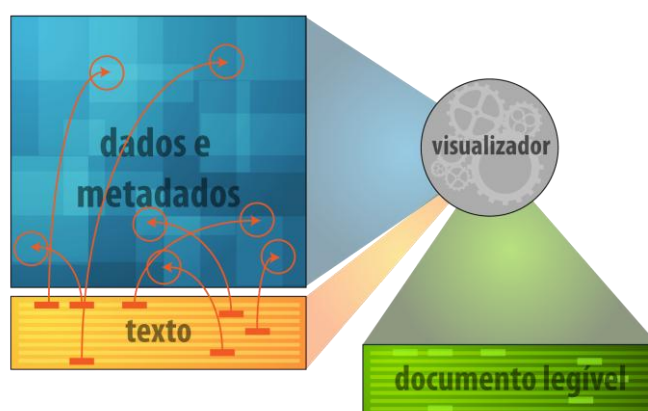 dados e
metadados
visualizador
texto
documento legível